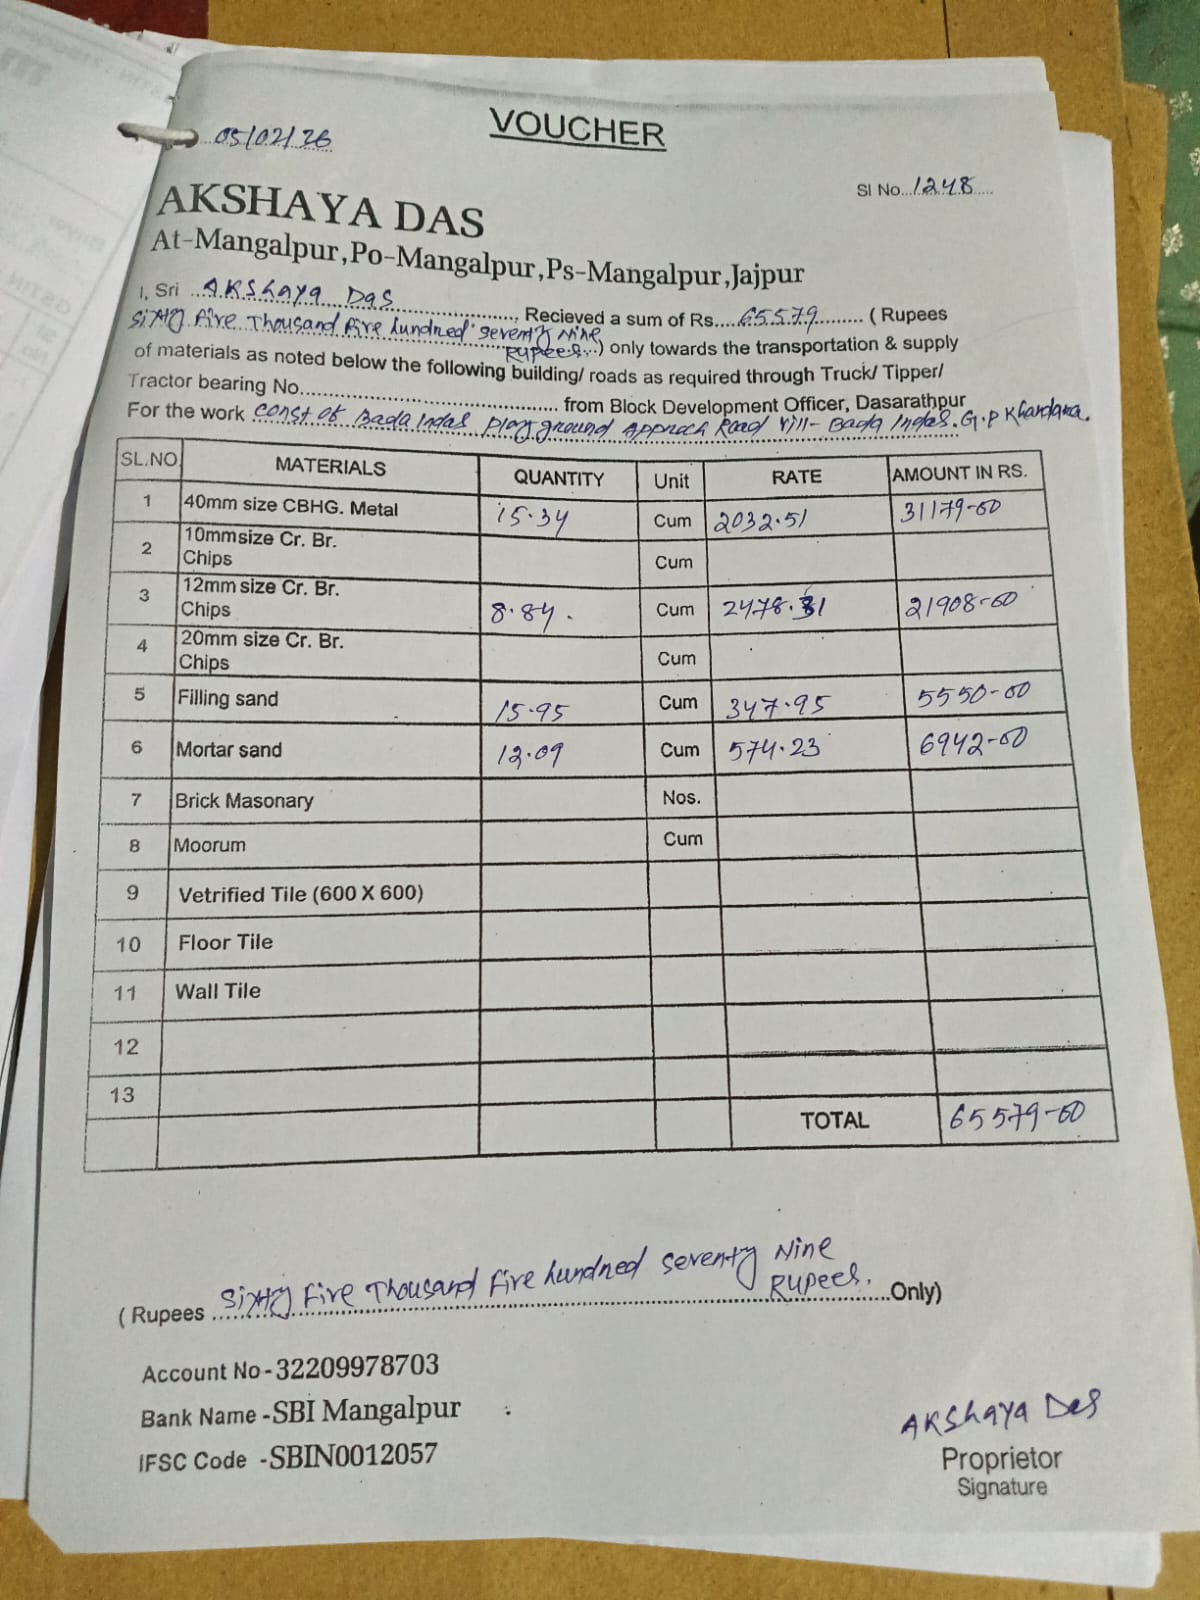 VOUCHER
05/02/26
Sl No...1248....
AKSHAYA DAS
At-Mangalpur,Po-Mangalpur,Ps-Mangalpur,Jajpur
I, Sri ..AKSHAYA DAS.............., Recieved a sum of Rs....65579......... ( Rupees
Sixty Five Thousand Five hundred seventy Nine
Rupees...) only towards the transportation & supply
of materials as noted below the following building/ roads as required through Truck/ Tipper/
Tractor bearing No............................................. from Block Development Officer, Dasarathpur
For the work const of Bada Indas Play ground Approch Road Vill- Bada Indas. G.P Khandana.
SL.NO. MATERIALS QUANTITY Unit RATE AMOUNT IN RS.
1 40mm size CBHG. Metal 15.34 Cum 2032.51 31179-00
2 10mmsize Cr. Br. Chips Cum
3 12mm size Cr. Br. Chips 8.84. Cum 2478.31 21908-00
4 20mm size Cr. Br. Chips Cum
5 Filling sand 15.95 Cum 347.95 5550-00
6 Mortar sand 12.09 Cum 574.23 6942-00
7 Brick Masonary Nos.
8 Moorum Cum
9 Vetrified Tile (600 X 600)
10 Floor Tile
11 Wall Tile
12
13
TOTAL 65579-00
( Rupees Sixty Five Thousand Five hundred seventy Nine
Rupees. ......Only)
Account No-32209978703
Bank Name -SBI Mangalpur
IFSC Code -SBIN0012057
AKSHAYA Das
Proprietor
Signature